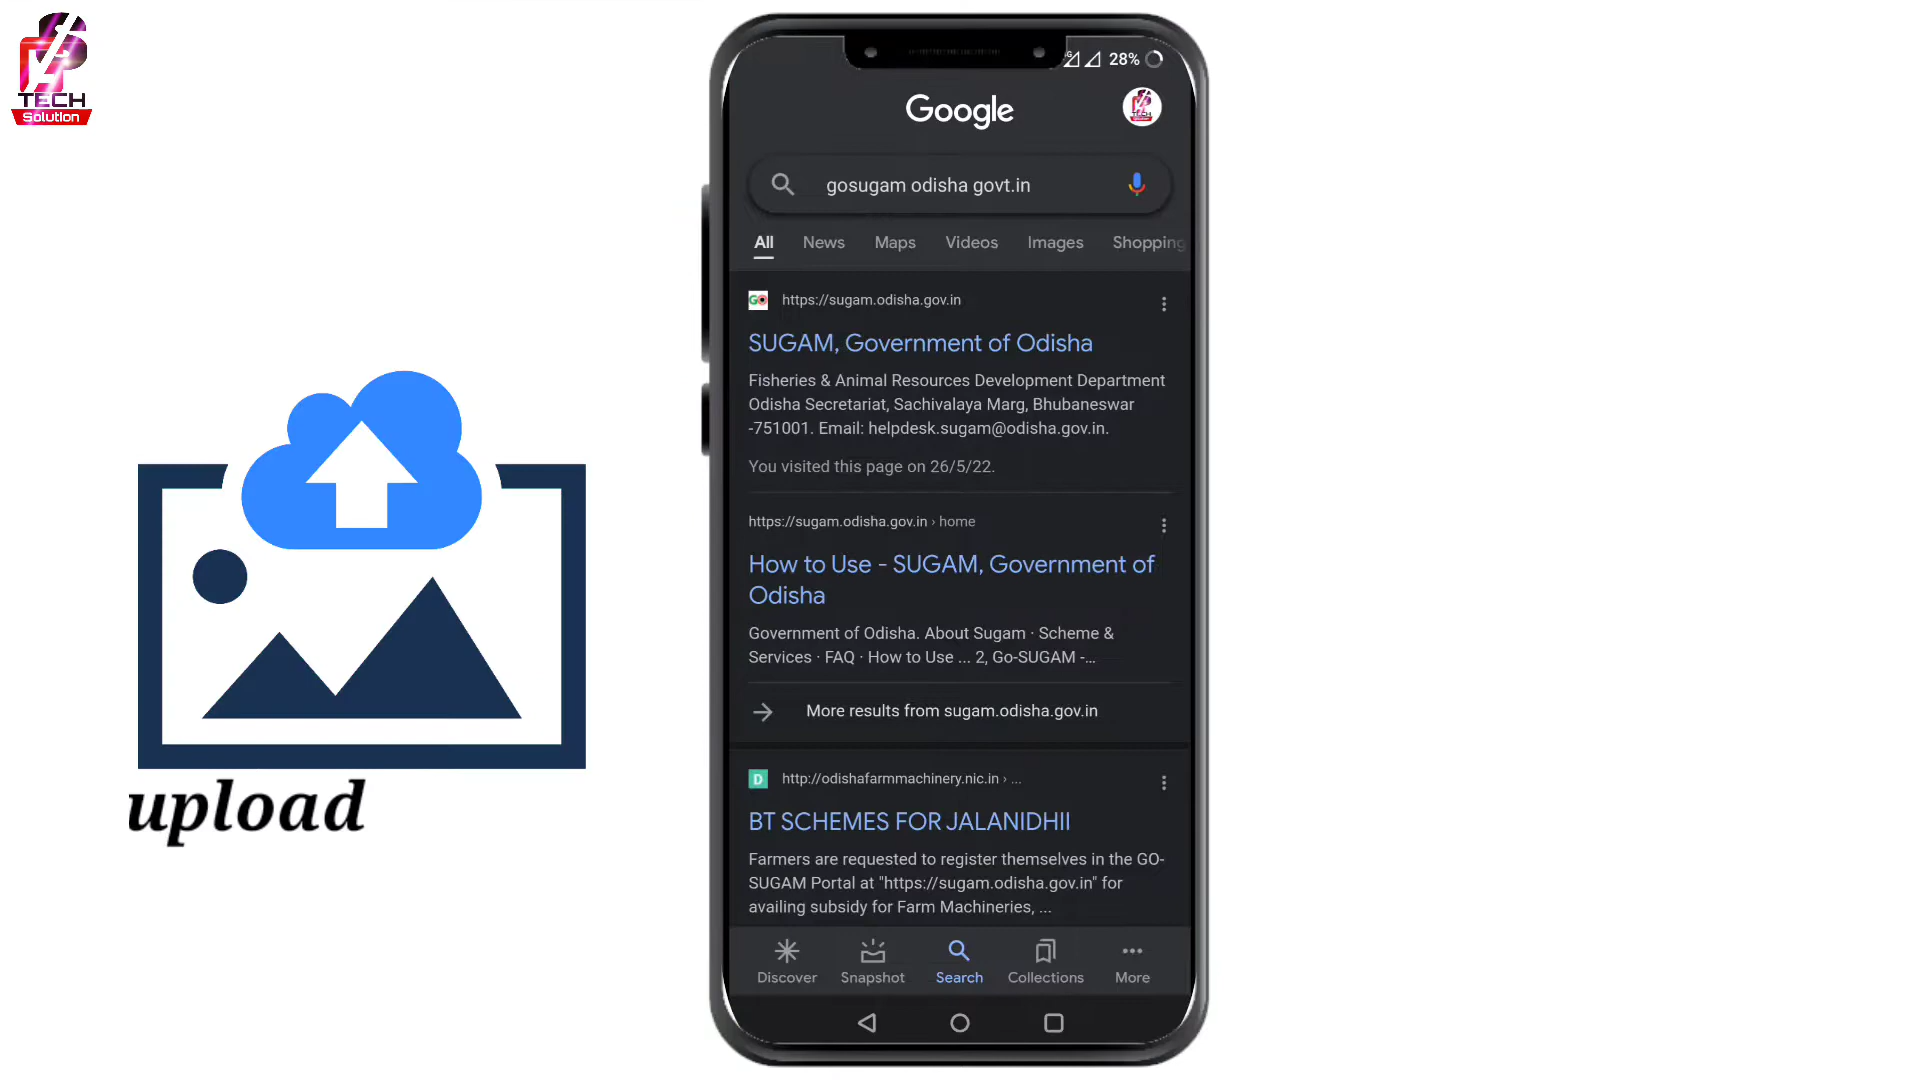 TECH
Solution
upload
28%
Google
gosugam odisha govt.in
All News Maps Videos Images Shopping
https://sugam.odisha.gov.in
SUGAM, Government of Odisha
Fisheries & Animal Resources Development Department
Odisha Secretariat, Sachivalaya Marg, Bhubaneswar
-751001. Email: helpdesk.sugam@odisha.gov.in.
You visited this page on 26/5/22.
https://sugam.odisha.gov.in › home
How to Use - SUGAM, Government of
Odisha
Government of Odisha. About Sugam · Scheme &
Services · FAQ · How to Use ... 2, Go-SUGAM -...
More results from sugam.odisha.gov.in
D http://odishafarmmachinery.nic.in › ...
BT SCHEMES FOR JALANIDHII
Farmers are requested to register themselves in the GO-
SUGAM Portal at "https://sugam.odisha.gov.in" for
availing subsidy for Farm Machineries, ...
Discover Snapshot Search Collections More